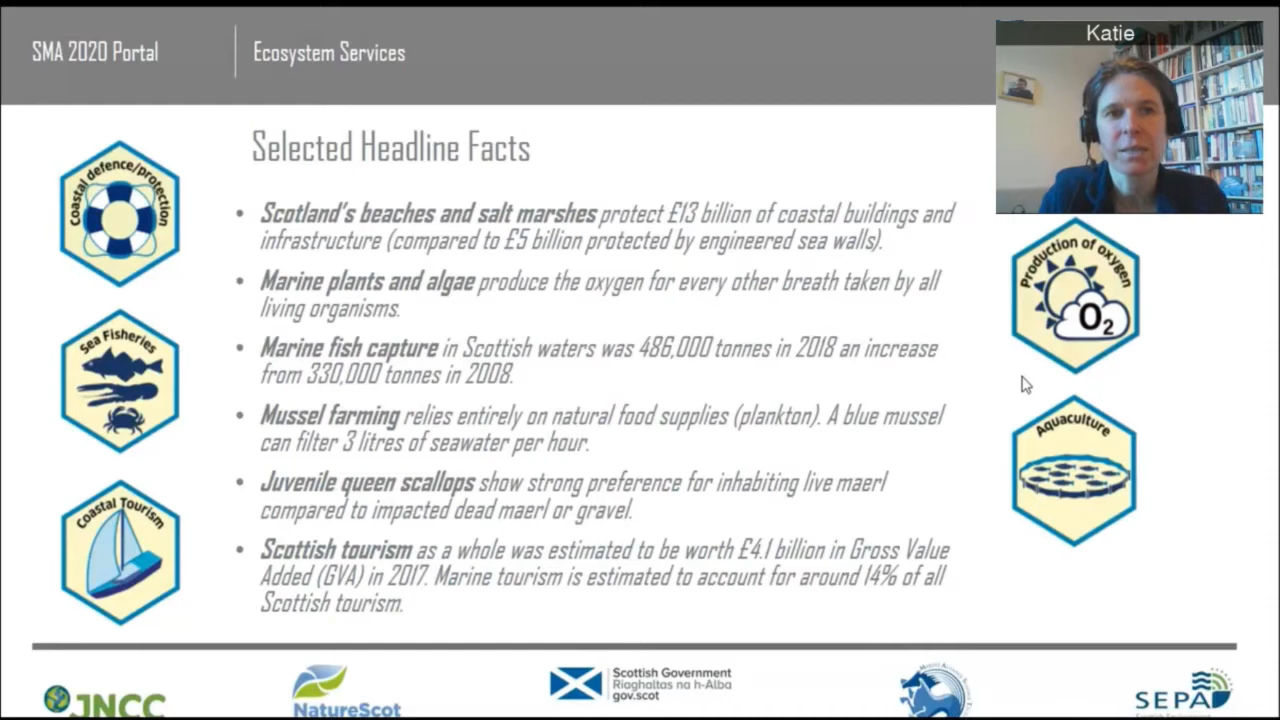 SMA 2020 Portal
Ecosystem Services
Katie
Selected Headline Facts
Coastal defence/protection
• Scotland's beaches and salt marshes protect £13 billion of coastal buildings and
infrastructure (compared to £5 billion protected by engineered sea walls).
• Marine plants and algae produce the oxygen for every other breath taken by all
living organisms.
Production of oxygen
O2
Sea Fisheries
• Marine fish capture in Scottish waters was 486,000 tonnes in 2018 an increase
from 330,000 tonnes in 2008.
• Mussel farming relies entirely on natural food supplies (plankton). A blue mussel
can filter 3 litres of seawater per hour.
Aquaculture
• Juvenile queen scallops show strong preference for inhabiting live maerl
compared to impacted dead maerl or gravel.
Coastal Tourism
• Scottish tourism as a whole was estimated to be worth £4.1 billion in Gross Value
Added (GVA) in 2017. Marine tourism is estimated to account for around 14% of all
Scottish tourism.
JNCC
NatureScot
Scottish Government
Riaghaltas na h-Alba
gov.scot
SEPA